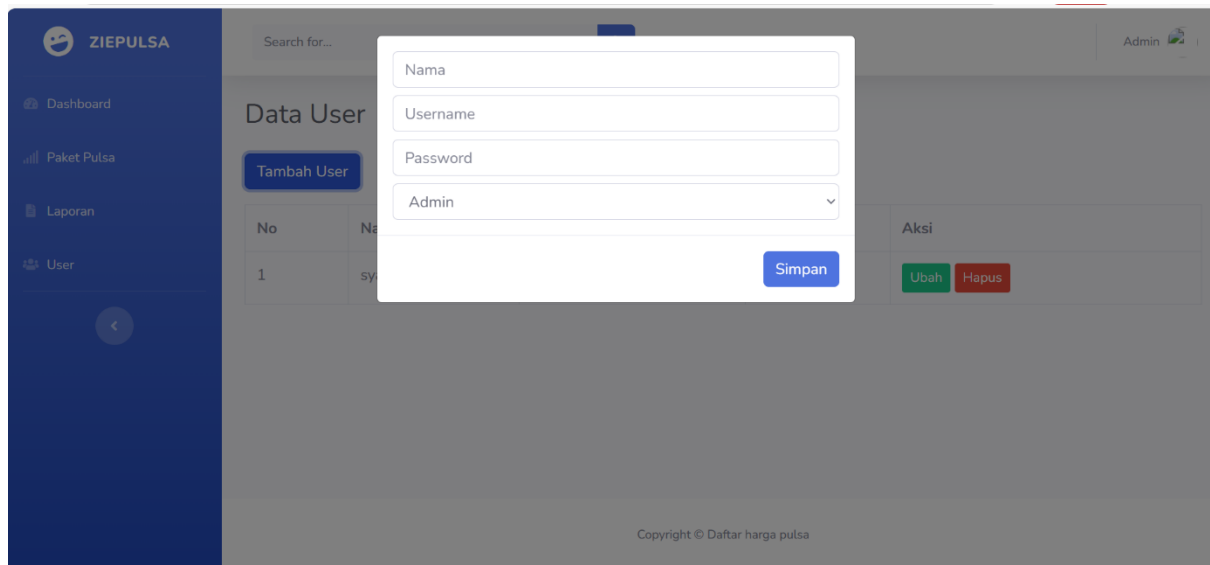 ZIEPULSA
Search for...
Admin
Nama
Username
Password
Admin
Simpan
Dashboard
Paket Pulsa
Laporan
User
Data User
Tambah User
No
Aksi
1
Ubah Hapus
Copyright © Daftar harga pulsa